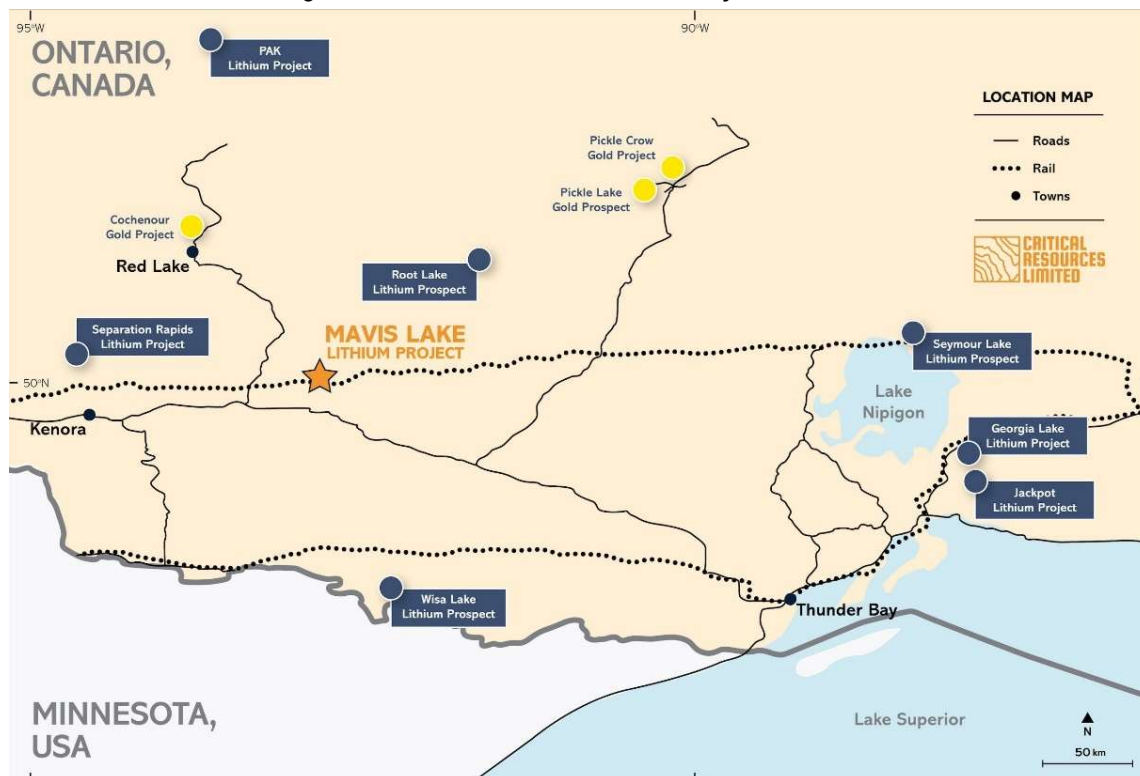 95°W
90°W
ONTARIO,
CANADA
PAK
Lithium Project
LOCATION MAP
Roads
Rail
Towns
CRITICAL
RESOURCES
LIMITED
Pickle Crow
Gold Project
Pickle Lake
Gold Prospect
Cochenour
Gold Project
Red Lake
Root Lake
Lithium Prospect
Separation Rapids
Lithium Project
MAVIS LAKE
LITHIUM PROJECT
Seymour Lake
Lithium Prospect
50°N
Lake
Nipigon
Kenora
Georgia Lake
Lithium Project
Jackpot
Lithium Project
Wisa Lake
Lithium Prospect
Thunder Bay
MINNESOTA,
USA
Lake Superior
N
50 km